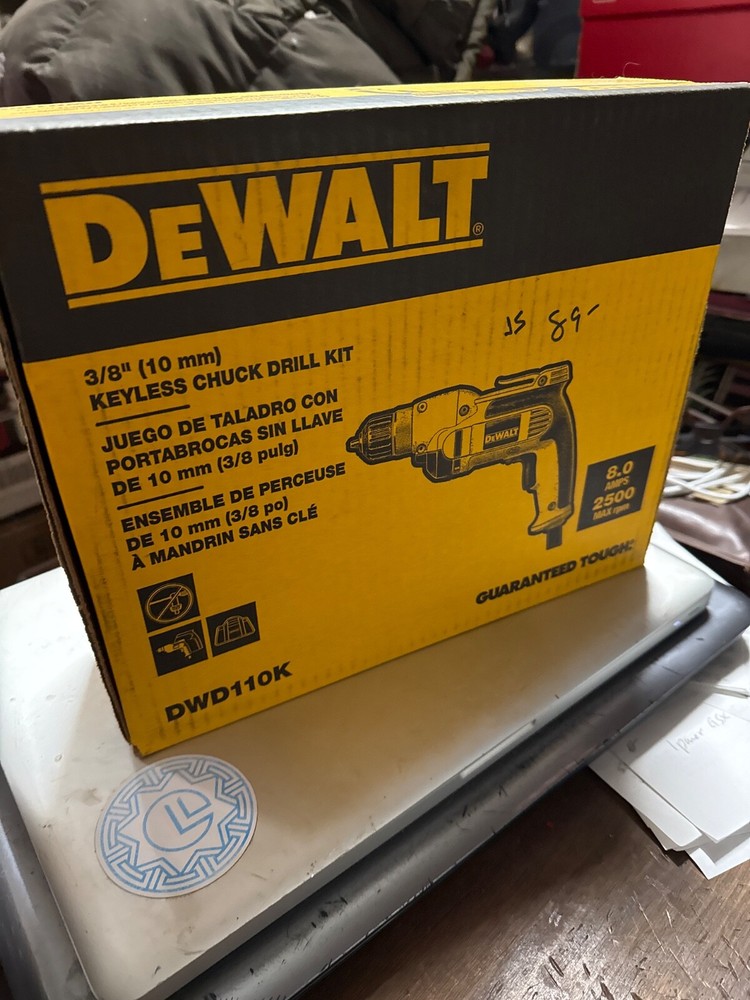 DEWALT®
JS 89-
3/8" (10 mm)
KEYLESS CHUCK DRILL KIT
JUEGO DE TALADRO CON
PORTABROCAS SIN LLAVE
DE 10 mm (3/8 pulg)
ENSEMBLE DE PERCEUSE
DE 10 mm (3/8 po)
À MANDRIN SANS CLÉ
DEWALT
8.0
AMPS
2500
MAX rpm
GUARANTEED TOUGH.®
DWD110K